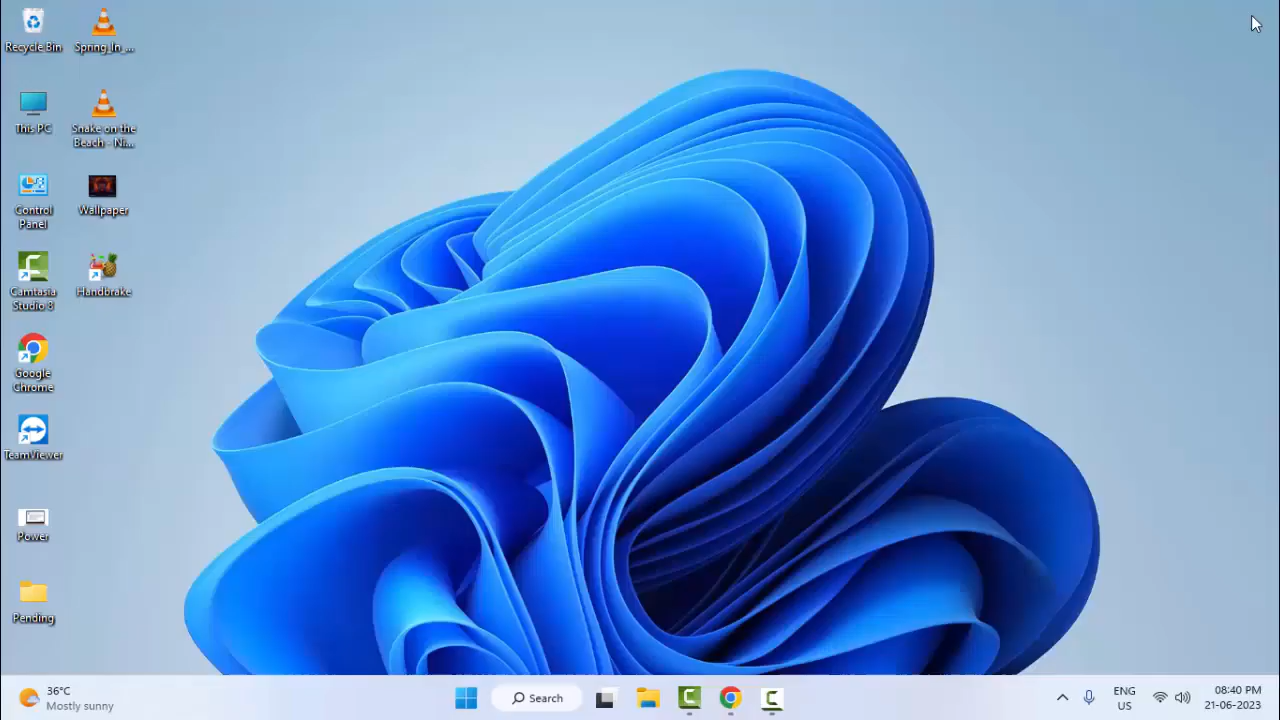 Recycle Bin
Spring_In_...
This PC
Snake on the
Beach - Ni...
Control
Panel
Wallpaper
Camtasia
Studio 8
Handbrake
Google
Chrome
TeamViewer
Power
Pending
36°C
Mostly sunny
Search
ENG
US
08:40 PM
21-06-2023